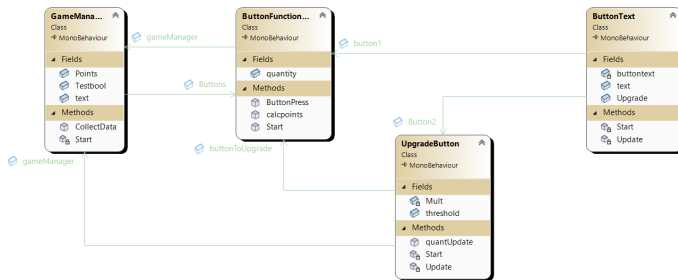 GameMana...
Class
MonoBehaviour
Fields
Points
Testbool
text
Methods
CollectData
Start
gameManager
Buttons
ButtonFunction...
Class
MonoBehaviour
Fields
quantity
Methods
ButtonPress
calcpoints
Start
button1
ButtonText
Class
MonoBehaviour
Fields
buttontext
text
Upgrade
Methods
Start
Update
Button2
buttonToUpgrade
gameManager
UpgradeButton
Class
MonoBehaviour
Fields
Mult
threshold
Methods
quantUpdate
Start
Update